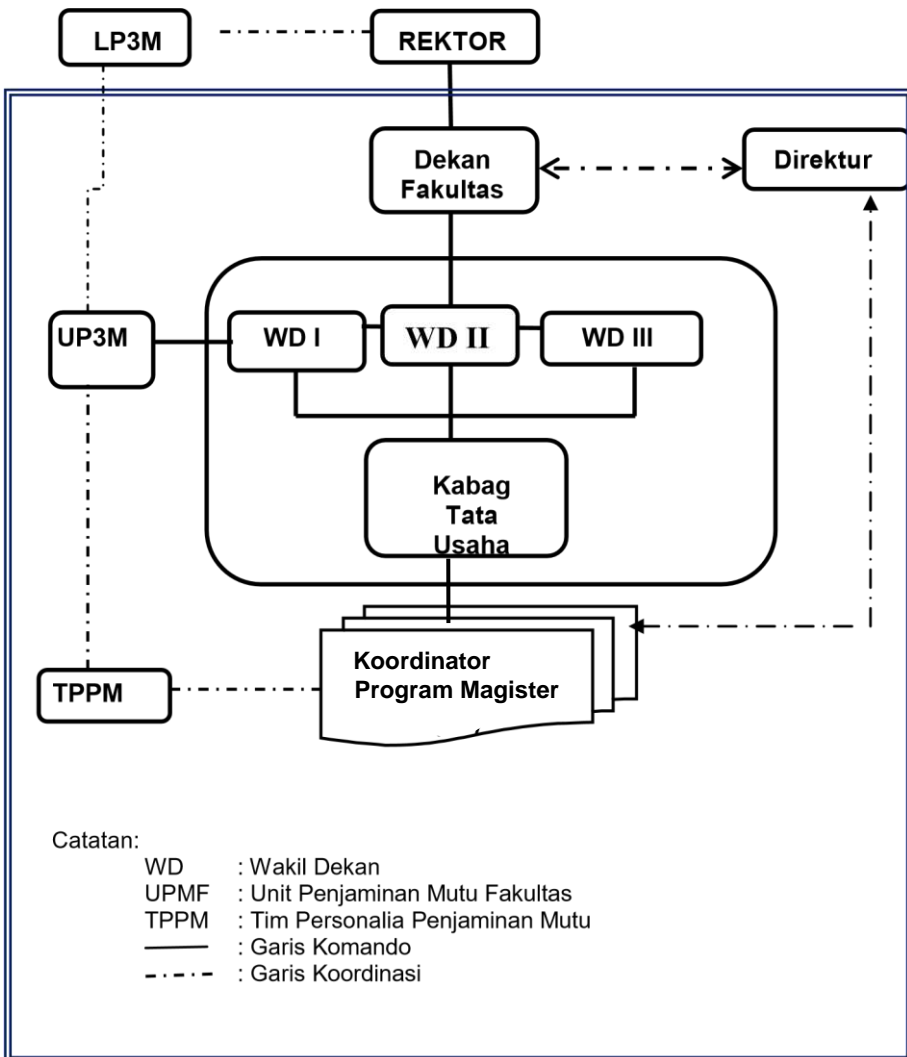 LP3M
REKTOR
Dekan
Fakultas
Direktur
UP3M
WD I
WD II
WD III
Kabag
Tata
Usaha
Koordinator
Program Magister
TPPM
Catatan:
WD : Wakil Dekan
UPMF : Unit Penjaminan Mutu Fakultas
TPPM : Tim Personalia Penjaminan Mutu
: Garis Komando
: Garis Koordinasi